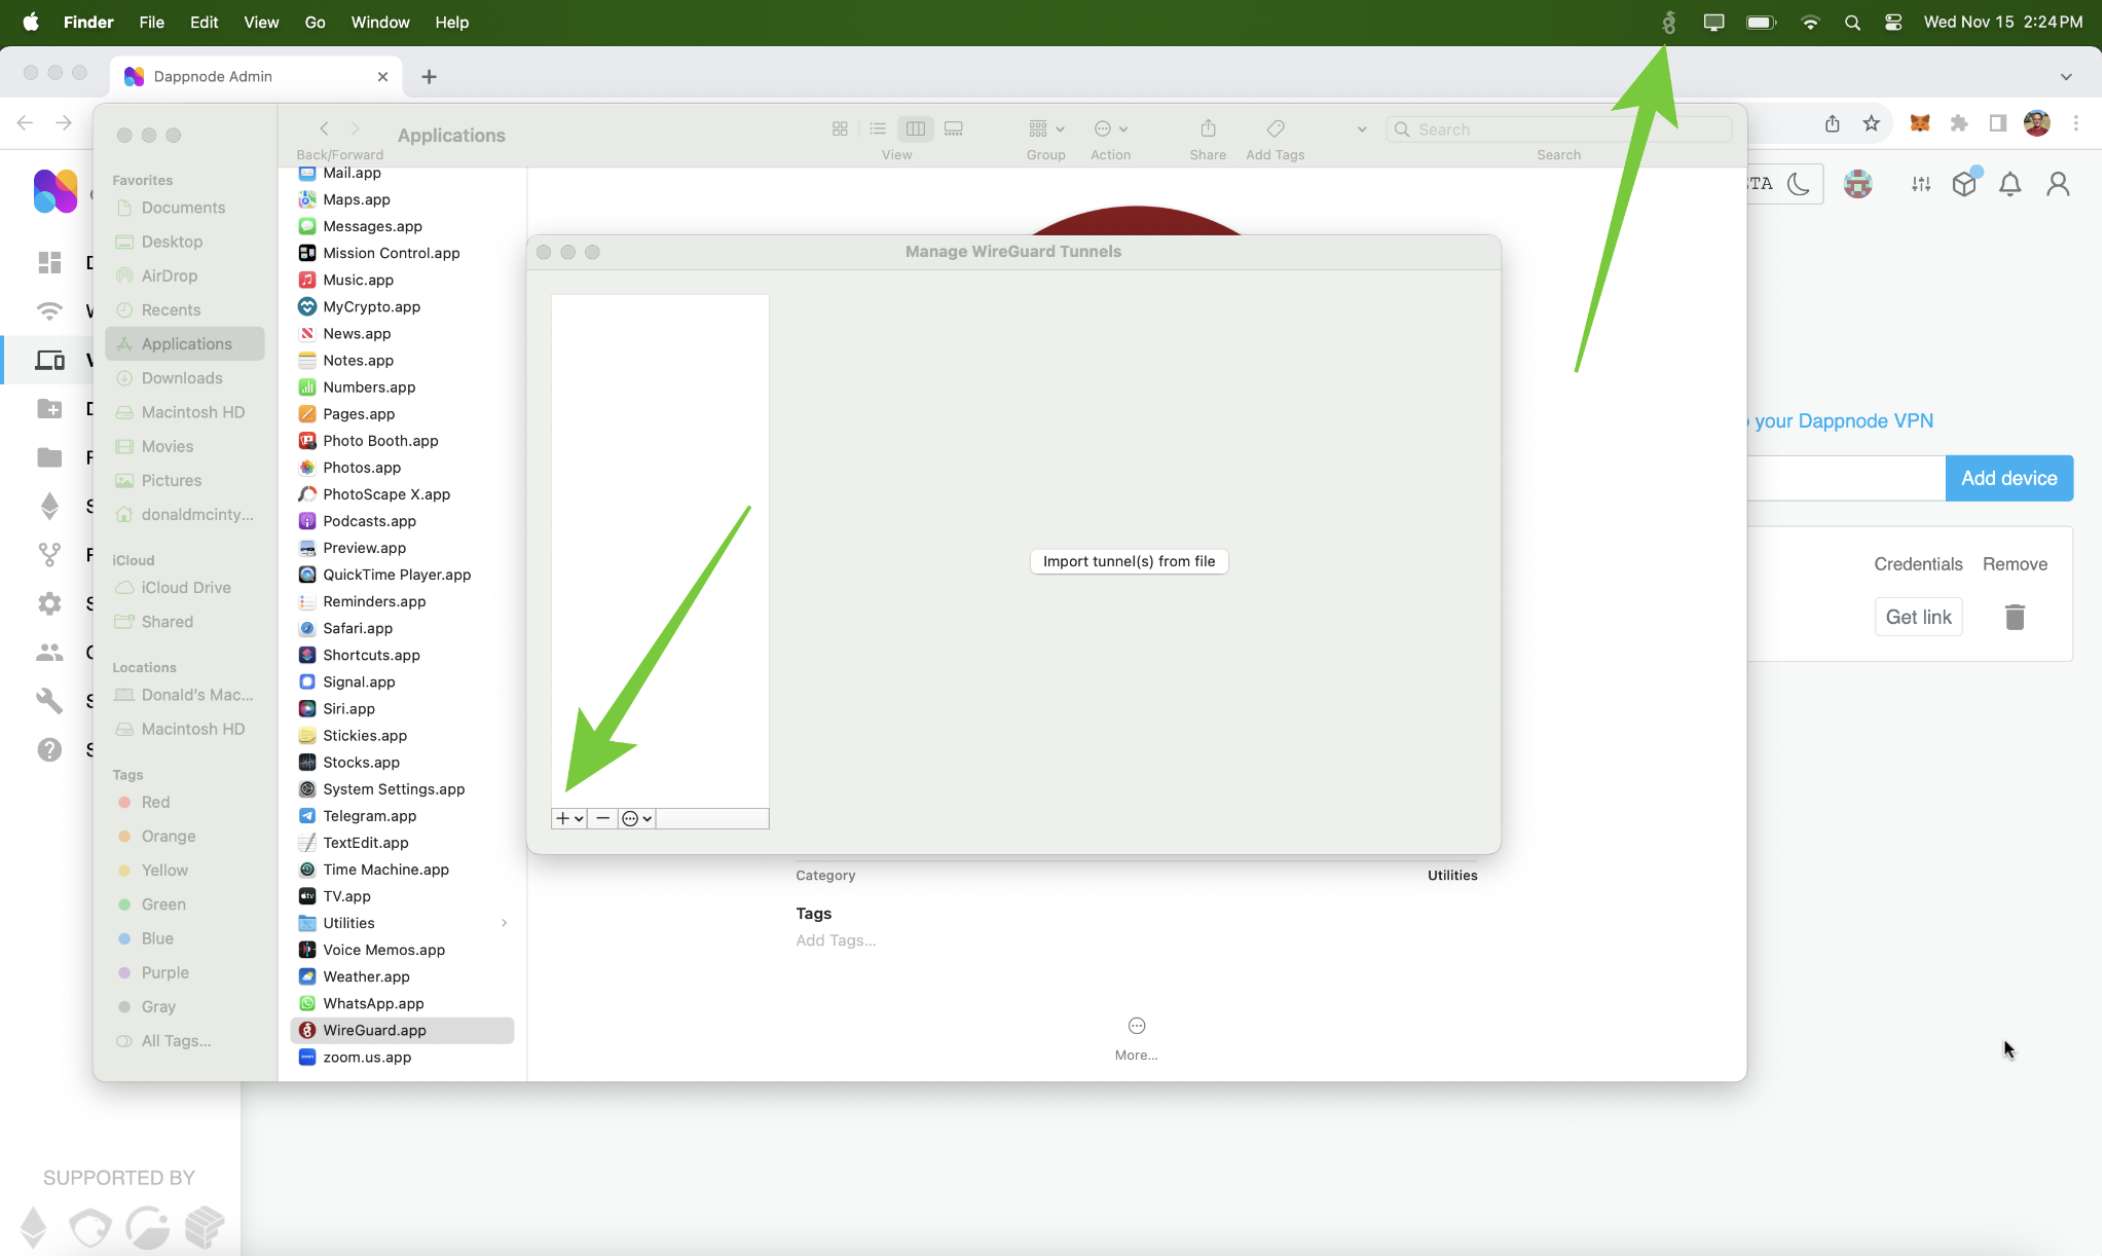 Finder File Edit View Go Window Help
Wed Nov 15 2:24 PM
Dappnode Admin
Applications
Back/Forward
View
Group
Action
Share
Add Tags
Search
Search
Favorites
Documents
Desktop
AirDrop
Recents
Applications
Downloads
Macintosh HD
Movies
Pictures
donaldmcinty...
iCloud
iCloud Drive
Shared
Locations
Donald's Mac...
Macintosh HD
Tags
Red
Orange
Yellow
Green
Blue
Purple
Gray
All Tags...
Mail.app
Maps.app
Messages.app
Mission Control.app
Music.app
MyCrypto.app
News.app
Notes.app
Numbers.app
Pages.app
Photo Booth.app
Photos.app
PhotoScape X.app
Podcasts.app
Preview.app
QuickTime Player.app
Reminders.app
Safari.app
Shortcuts.app
Signal.app
Siri.app
Stickies.app
Stocks.app
System Settings.app
Telegram.app
TextEdit.app
Time Machine.app
TV.app
Utilities
Voice Memos.app
Weather.app
WhatsApp.app
WireGuard.app
zoom.us.app
Manage WireGuard Tunnels
Import tunnel(s) from file
Category Utilities
Tags
Add Tags...
More...
TA
your Dappnode VPN
Add device
Credentials Remove
Get link
SUPPORTED BY